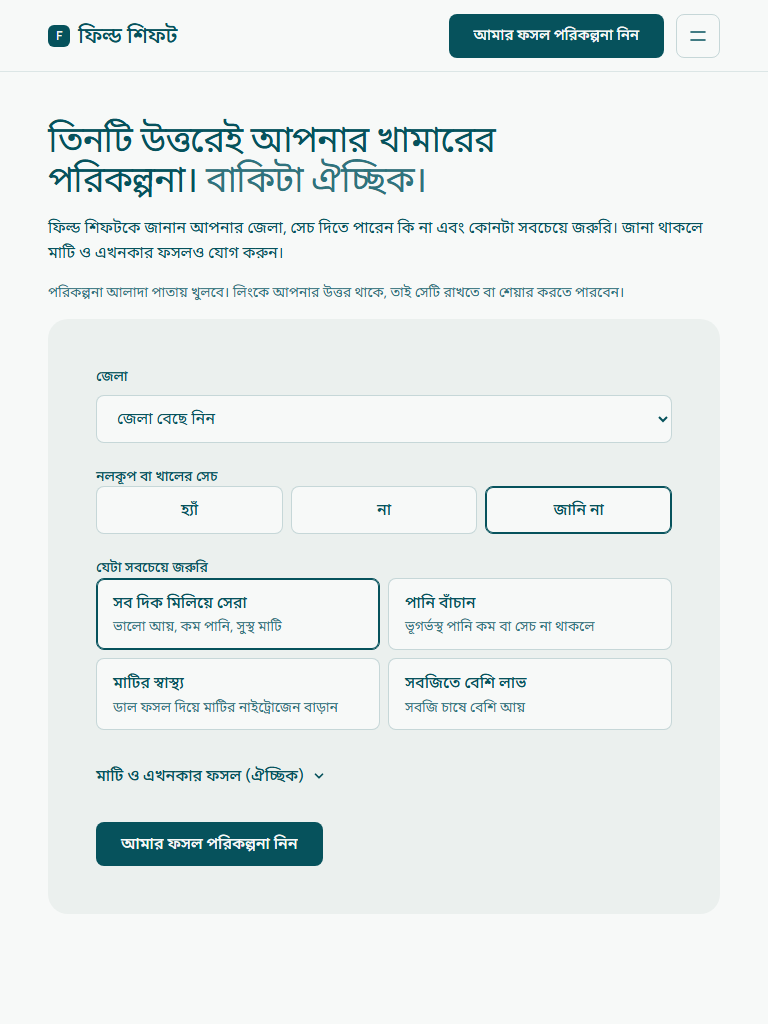 F ফিল্ড শিফট
আমার ফসল পরিকল্পনা নিন
তিনটি উত্তরেই আপনার খামারের
পরিকল্পনা। বাকিটা ঐচ্ছিক।
ফিল্ড শিফটকে জানান আপনার জেলা, সেচ দিতে পারেন কি না এবং কোনটা সবচেয়ে জরুরি। জানা থাকলে
মাটি ও এখনকার ফসলও যোগ করুন।
পরিকল্পনা আলাদা পাতায় খুলবে। লিংকে আপনার উত্তর থাকে, তাই সেটি রাখতে বা শেয়ার করতে পারবেন।
জেলা
জেলা বেছে নিন
নলকূপ বা খালের সেচ
হ্যাঁ
না
জানি না
যেটা সবচেয়ে জরুরি
সব দিক মিলিয়ে সেরা
ভালো আয়, কম পানি, সুস্থ মাটি
পানি বাঁচান
ভূগর্ভস্থ পানি কম বা সেচ না থাকলে
মাটির স্বাস্থ্য
ডাল ফসল দিয়ে মাটির নাইট্রোজেন বাড়ান
সবজিতে বেশি লাভ
সবজি চাষে বেশি আয়
মাটি ও এখনকার ফসল (ঐচ্ছিক)
আমার ফসল পরিকল্পনা নিন